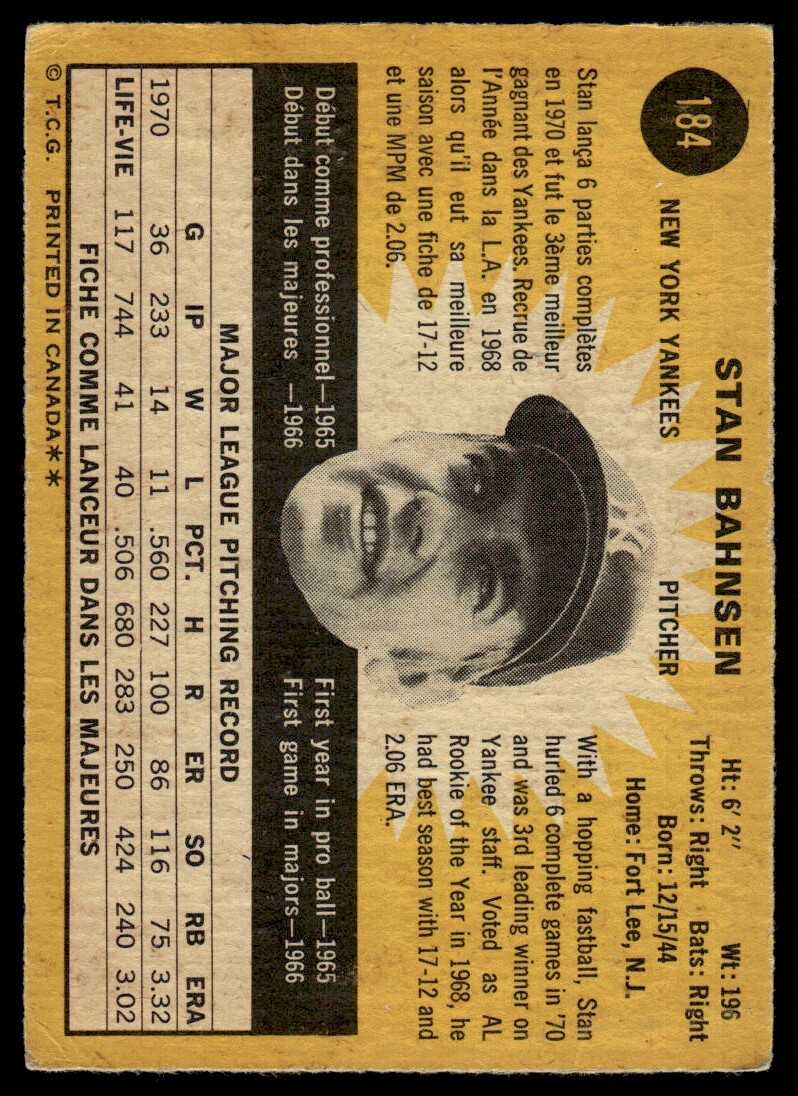 184
STAN BAHNSEN
NEW YORK YANKEES PITCHER
Ht: 6' 2" Wt: 196
Throws: Right Bats: Right
Born: 12/15/44
Home: Fort Lee, N.J.
Stan lança 6 parties complètes
en 1970 et fut le 3ème meilleur
gagnant des Yankees. Recrue de
l'Année dans la L.A. en 1968
alors qu'il eut sa meilleure
saison avec une fiche de 17-12
et une MPM de 2.06.
With a hopping fastball, Stan
hurled 6 complete games in '70
and was 3rd leading winner on
Yankee staff. Voted as AL
Rookie of the Year in 1968, he
had best season with 17-12 and
2.06 ERA.
Début comme professionnel—1965
Début dans les majeures —1966
First year in pro ball—1965
First game in majors—1966
MAJOR LEAGUE PITCHING RECORD
G IP W L PCT. H R ER SO RB ERA
1970 36 233 14 11 .560 227 100 86 116 75 3.32
LIFE-VIE 117 744 41 40 .506 680 283 250 424 240 3.02
FICHE COMME LANCEUR DANS LES MAJEURES
© T.C.G. PRINTED IN CANADA**